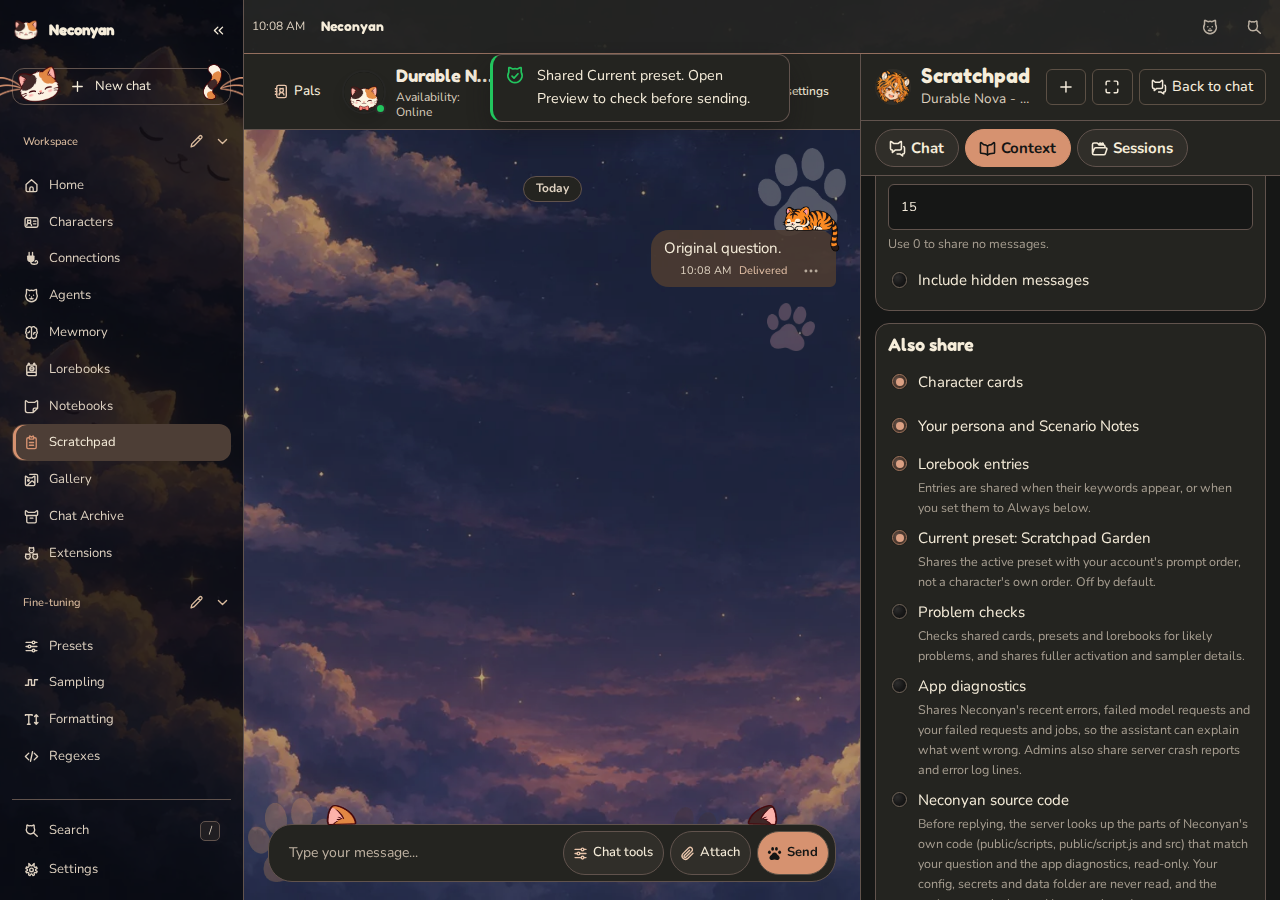 Neconyan
New chat
Workspace
Home
Characters
Connections
Agents
Mewmory
Lorebooks
Notebooks
Scratchpad
Gallery
Chat Archive
Extensions
Fine-tuning
Presets
Sampling
Formatting
Regexes
Search
/
Settings
10:08 AM
Neconyan
Pals
Durable N...
Availability:
Online
Shared Current preset. Open
Preview to check before sending.
ettings
Today
Original question.
10:08 AM Delivered
Type your message...
Chat tools
Attach
Send
Scratchpad
Durable Nova - ...
Back to chat
Chat
Context
Sessions
15
Use 0 to share no messages.
Include hidden messages
Also share
Character cards
Your persona and Scenario Notes
Lorebook entries
Entries are shared when their keywords appear, or when
you set them to Always below.
Current preset: Scratchpad Garden
Shares the active preset with your account's prompt order,
not a character's own order. Off by default.
Problem checks
Checks shared cards, presets and lorebooks for likely
problems, and shares fuller activation and sampler details.
App diagnostics
Shares Neconyan's recent errors, failed model requests and
your failed requests and jobs, so the assistant can explain
what went wrong. Admins also share server crash reports
and error log lines.
Neconyan source code
Before replying, the server looks up the parts of Neconyan's
own code (public/scripts, public/script.js and src) that match
your question and the app diagnostics, read-only. Your
config, secrets and data folder are never read, and the